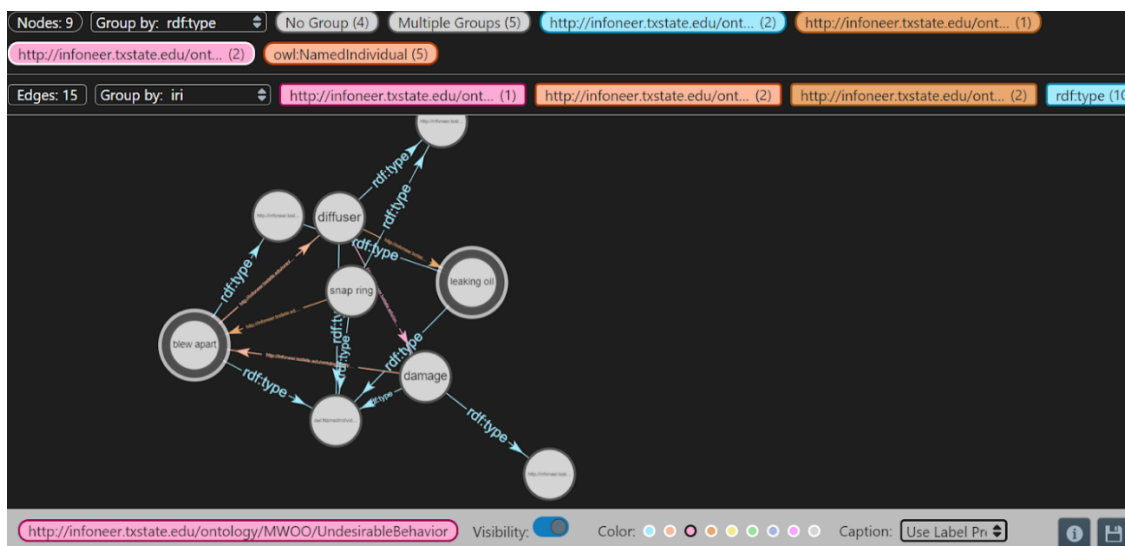 Nodes: 9 Group by: rdf:type No Group (4) Multiple Groups (5) http://infoneer.txstate.edu/ont... (2) http://infoneer.txstate.edu/ont... (1)
http://infoneer.txstate.edu/ont... (2) owl:NamedIndividual (5)
Edges: 15 Group by: iri http://infoneer.txstate.edu/ont... (1) http://infoneer.txstate.edu/ont... (2) http://infoneer.txstate.edu/ont... (2) rdf:type (10
rdf:type
rdf:type
diffuser
rdf:type
rdf:type
snap ring
leaking oil
blew apart
rdf:type
rdf:type
rdf:type
rdf:type
damage
rdf:type
rdf:type
http://infoneer.txstate.edu/ontology/MWOO/UndesirableBehavior Visibility: Color: Caption: Use Label Pr